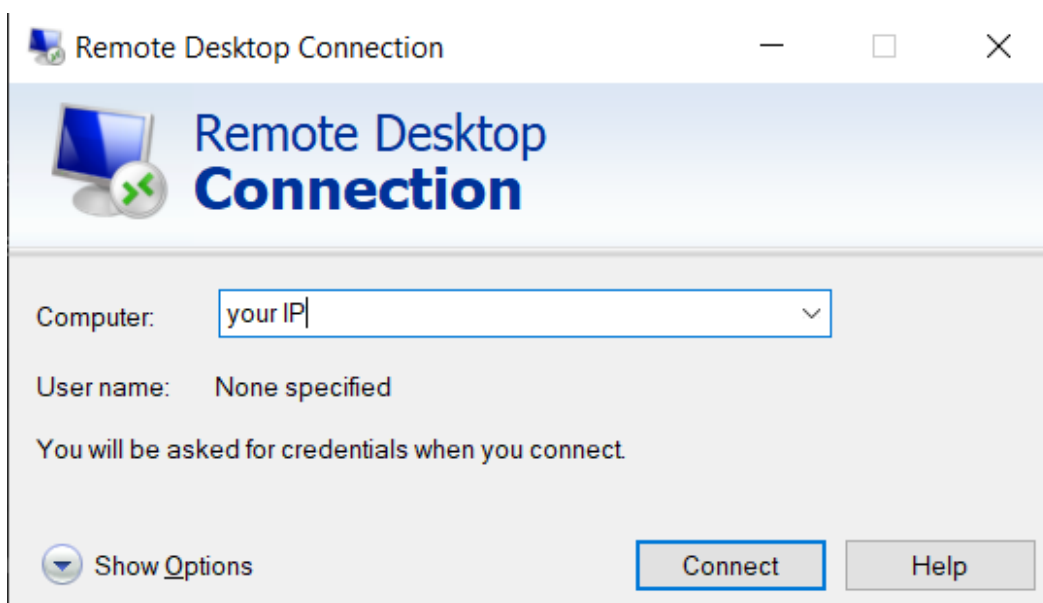 Remote Desktop Connection
Remote Desktop
Connection
Computer: your IP
User name: None specified
You will be asked for credentials when you connect.
Show Options Connect Help